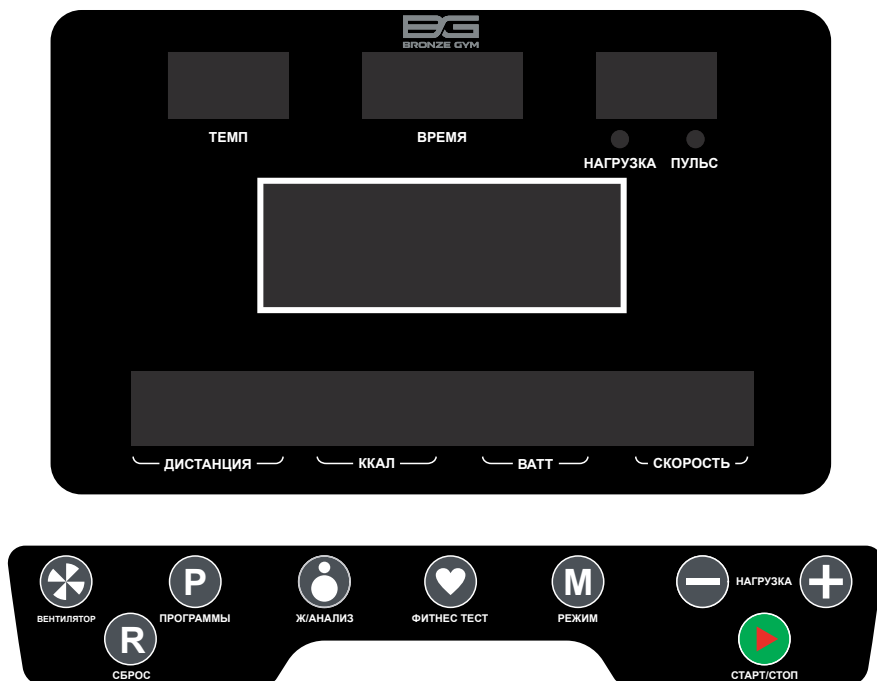 BG
BRONZE GYM
ТЕМП
ВРЕМЯ
НАГРУЗКА ПУЛЬС
ДИСТАНЦИЯ ККАЛ ВАТТ СКОРОСТЬ
P
M
НАГРУЗКА
ВЕНТИЛЯТОР ПРОГРАММЫ Ж/АНАЛИЗ ФИТНЕС ТЕСТ РЕЖИМ
R
СБРОС СТАРТ/СТОП